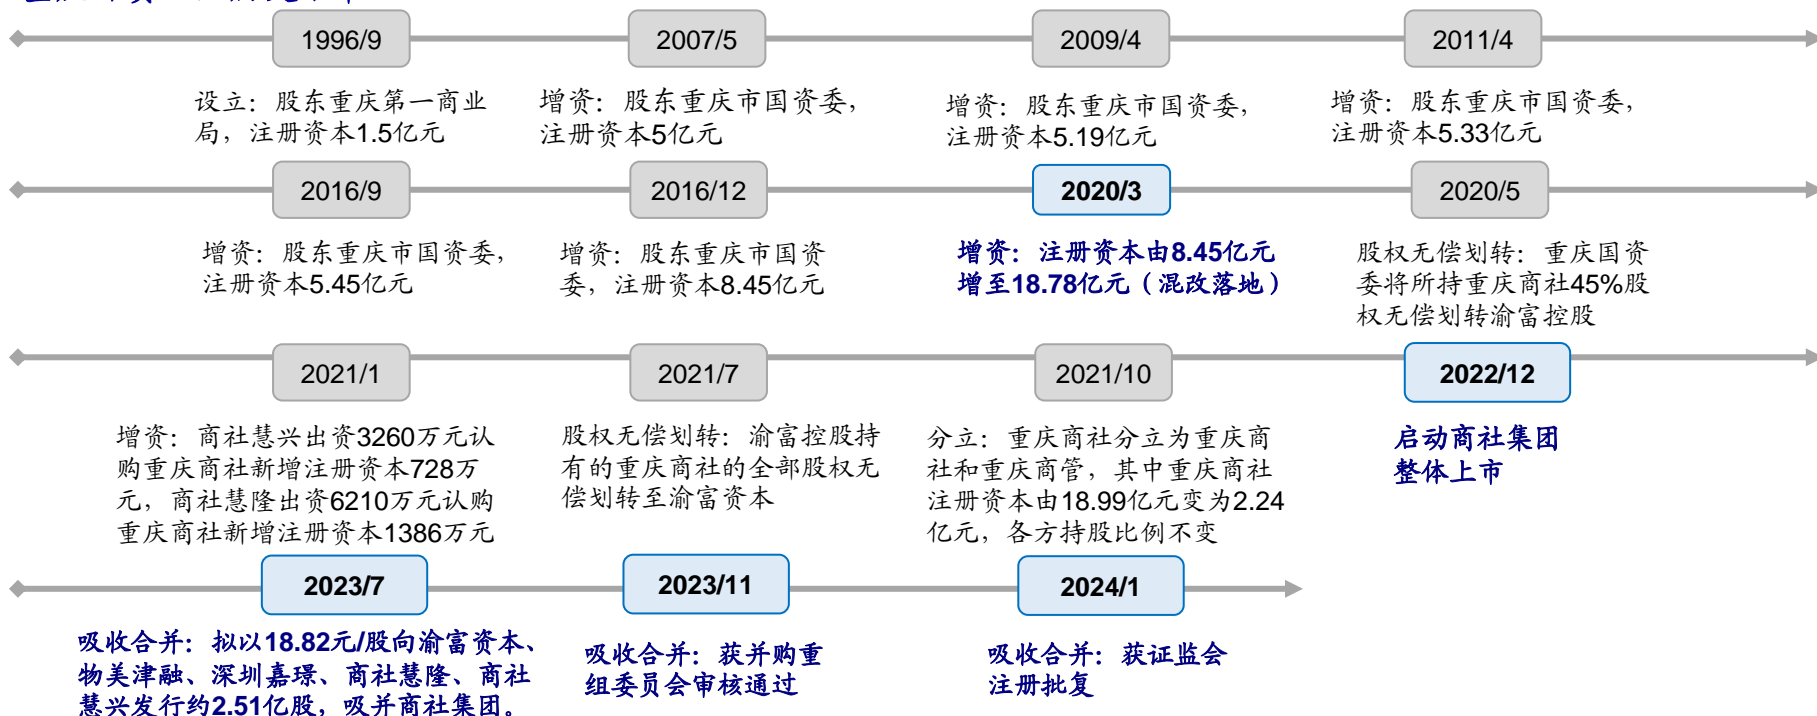 1996/9
2007/5
2009/4
2011/4
设立：股东重庆第一商业
局，注册资本1.5亿元
增资：股东重庆市国资委，
注册资本5亿元
增资：股东重庆市国资委，
注册资本5.19亿元
增资：股东重庆市国资委，
注册资本5.33亿元
2016/9
2016/12
2020/3
2020/5
增资：股东重庆市国资委，
注册资本5.45亿元
增资：股东重庆市国资
委，注册资本8.45亿元
增资：注册资本由8.45亿元
增至18.78亿元（混改落地）
股权无偿划转：重庆国资
委将所持重庆商社45%股
权无偿划转渝富控股
2021/1
2021/7
2021/10
2022/12
增资：商社慧兴出资3260万元认
购重庆商社新增注册资本728万
元，商社慧隆出资6210万元认购
重庆商社新增注册资本1386万元
股权无偿划转：渝富控股持
有的重庆商社的全部股权无
偿划转至渝富资本
分立：重庆商社分立为重庆商
社和重庆商管，其中重庆商社
注册资本由18.99亿元变为2.24
亿元，各方持股比例不变
启动商社集团
整体上市
2023/7
2023/11
2024/1
吸收合并：拟以18.82元/股向渝富资本、
物美津融、深圳嘉璟、商社慧隆、商社
慧兴发行约2.51亿股，吸并商社集团。
吸收合并：获并购重
组委员会审核通过
吸收合并：获证监会
注册批复